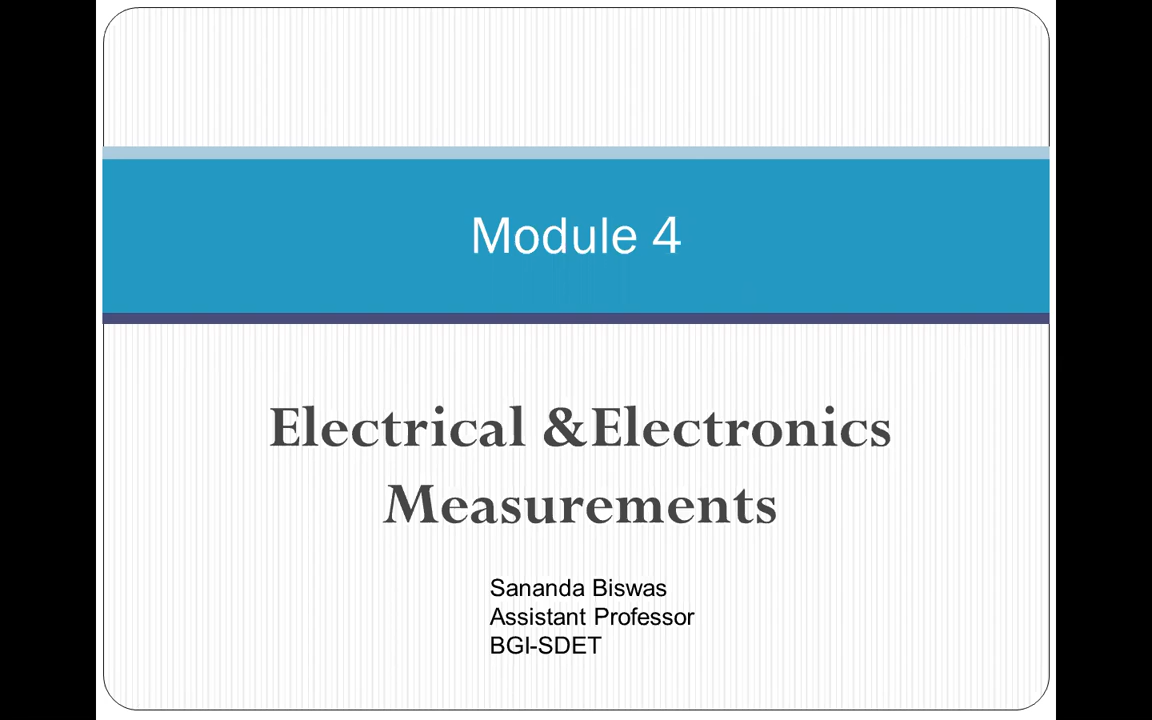 Module 4
Electrical &Electronics
Measurements
Sananda Biswas
Assistant Professor
BGI-SDET